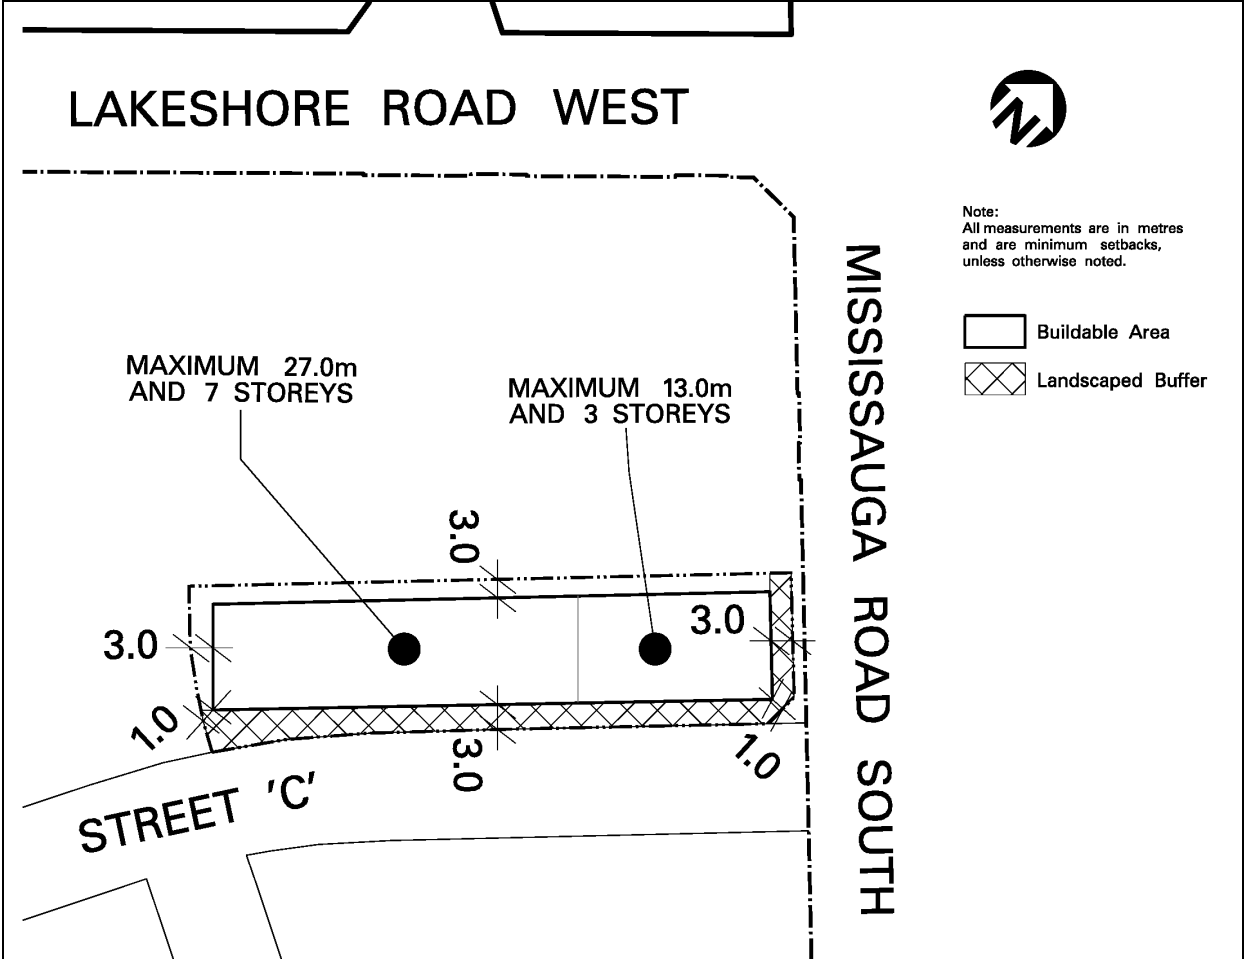 LAKESHORE ROAD WEST
N
Note:
All measurements are in metres
and are minimum setbacks,
unless otherwise noted.
Buildable Area
Landscaped Buffer
MISSISSAUGA ROAD SOUTH
MAXIMUM 27.0m
AND 7 STOREYS
MAXIMUM 13.0m
AND 3 STOREYS
3.0
3.0
3.0
1.0
3.0
1.0
STREET 'C'